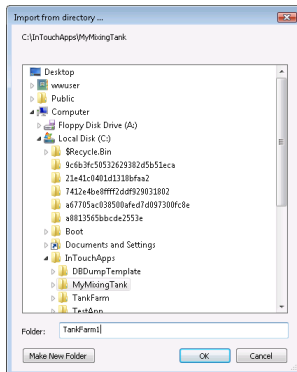 Import from directory ...
C:\InTouchApps\MyMixingTank
Desktop
wwuser
Public
Computer
Floppy Disk Drive (A:)
Local Disk (C:)
$Recycle.Bin
9c6b3fc50532629382d5b51eca
21e41c0401d1318bfaa2
7412e4be8ffff2ddf929031802
a67705ac038500afed7d097300fc8e
a8813565bbcde2553e
Boot
Documents and Settings
InTouchApps
DBDumpTemplate
MyMixingTank
TankFarm
TestApp
Folder:
TankFarm1
Make New Folder
OK
Cancel